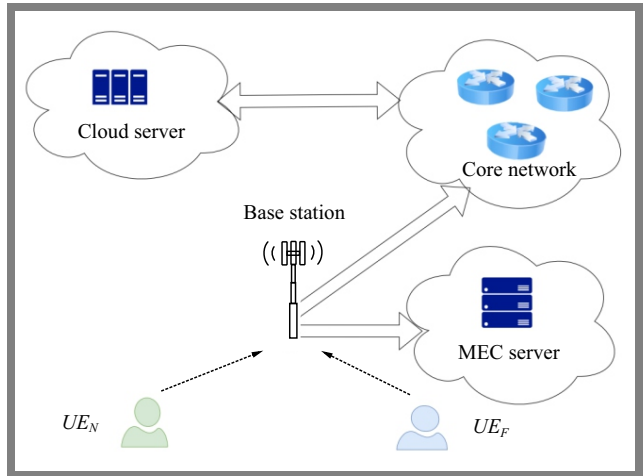 Cloud server
Core network
Base station
MEC server
UE_N
UE_F